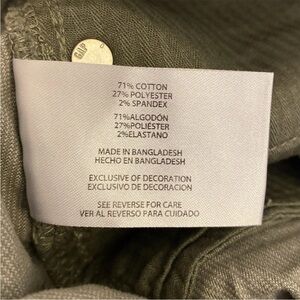 GAP
71% COTTON
27% POLYESTER
2% SPANDEX
71%ALGODÓN
27%POLIÉSTER
2%ELASTANO
MADE IN BANGLADESH
HECHO EN BANGLADESH
EXCLUSIVE OF DECORATION
EXCLUSIVO DE DECORACION
SEE REVERSE FOR CARE
VER AL REVERSO PARA CUIDADO